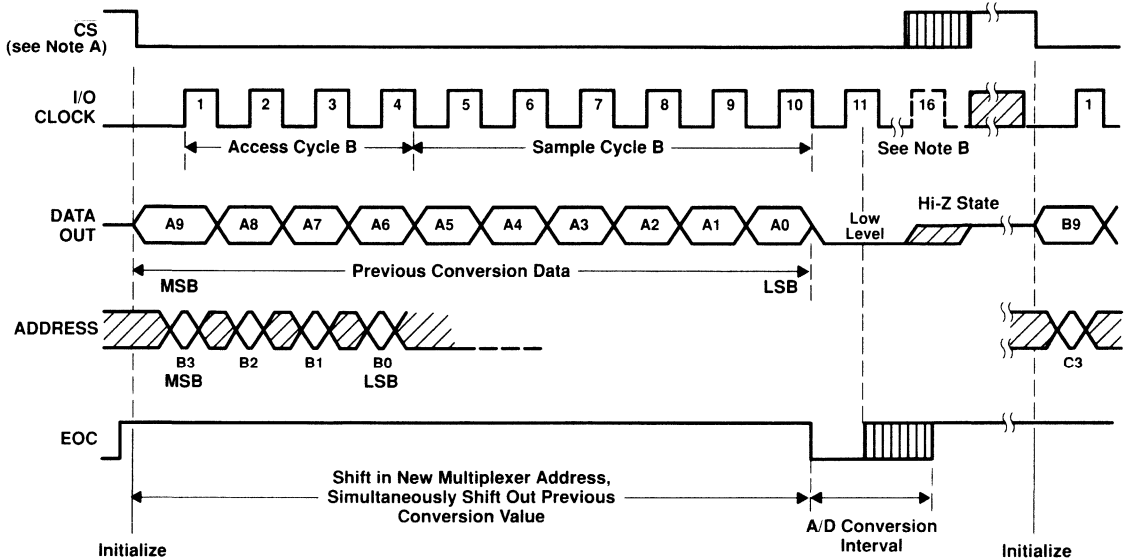 CS
(see Note A)
I/O
CLOCK
1 2 3 4 5 6 7 8 9 10 11 16 1
Access Cycle B
Sample Cycle B
See Note B
DATA
OUT
A9 A8 A7 A6 A5 A4 A3 A2 A1 A0
Low
Level
Hi-Z State
B9
Previous Conversion Data
MSB
LSB
ADDRESS
B3 B2 B1 B0
MSB
LSB
C3
EOC
Shift in New Multiplexer Address,
Simultaneously Shift Out Previous
Conversion Value
A/D Conversion
Interval
Initialize
Initialize